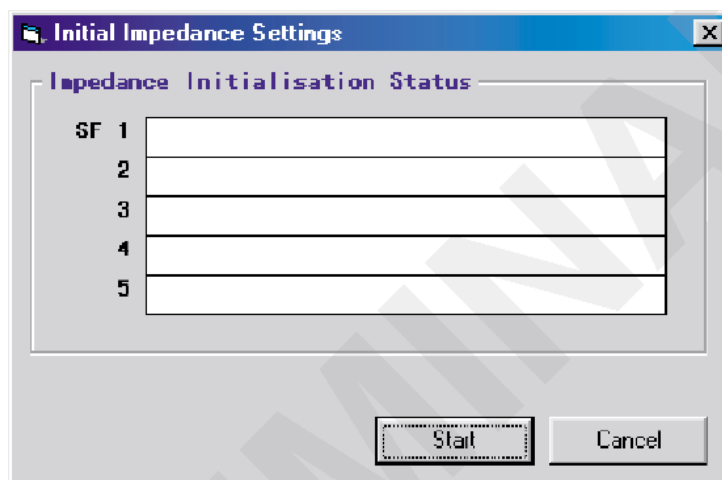 Initial Impedance Settings
Impedance Initialisation Status
SF 1
2
3
4
5
Start
Cancel